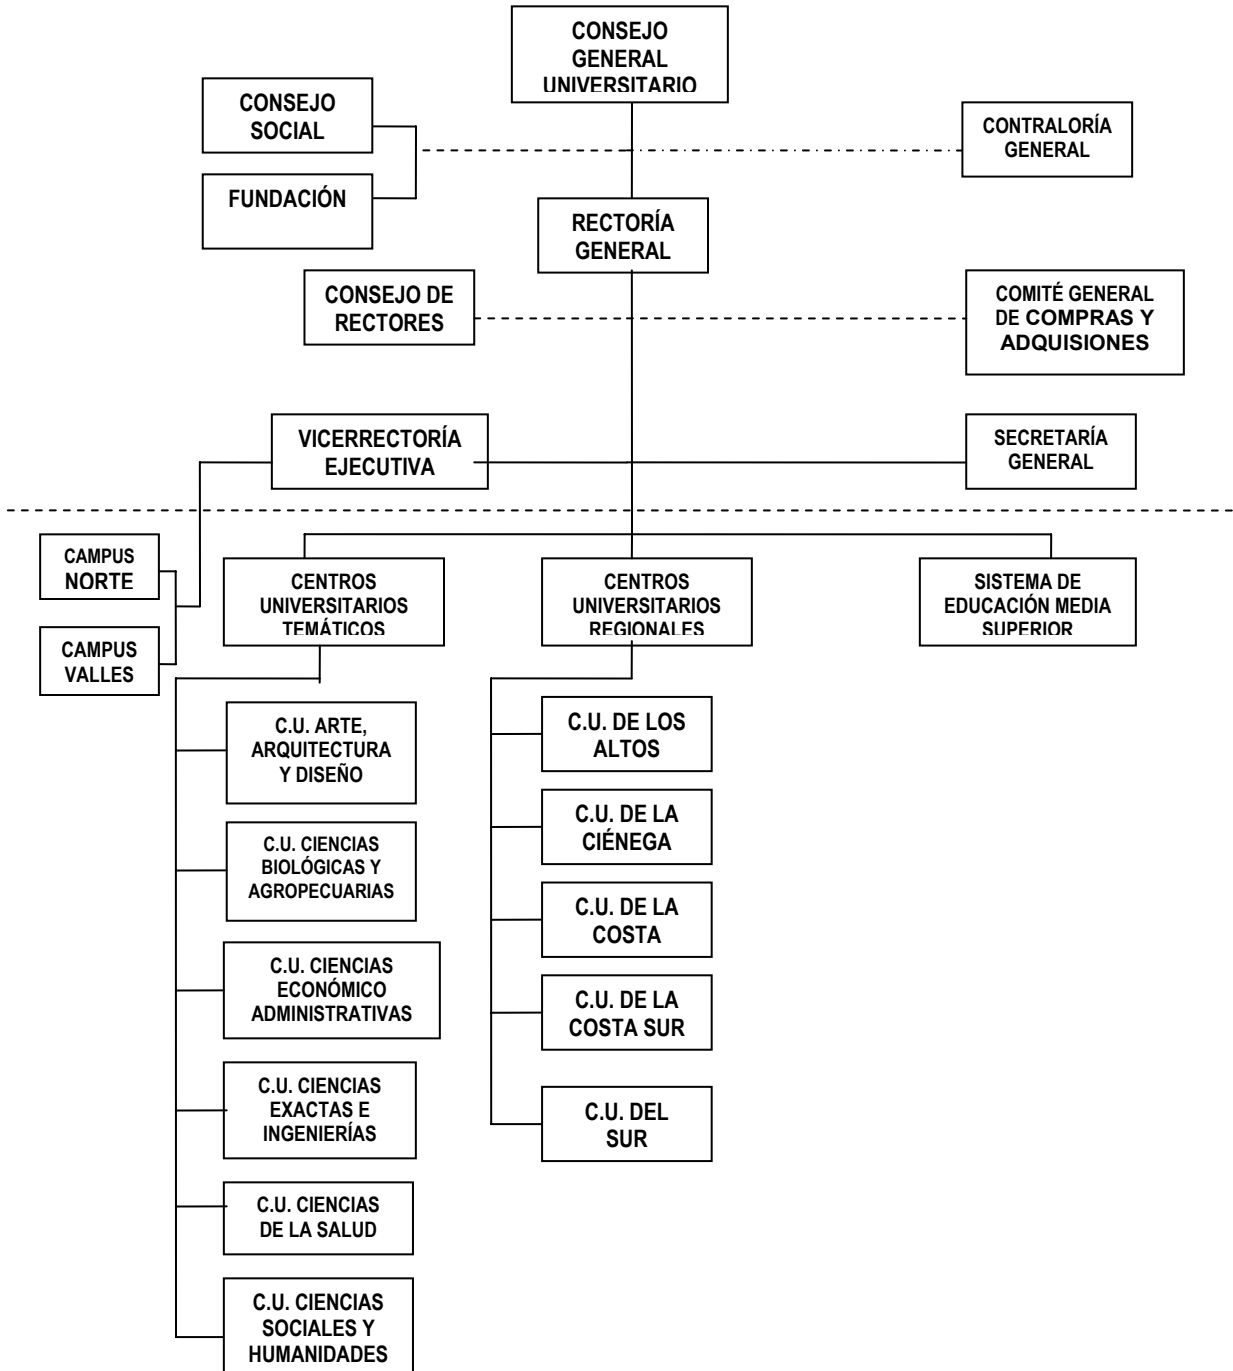 CONSEJO
GENERAL
UNIVERSITARIO
CONSEJO
SOCIAL
CONTRALORÍA
GENERAL
FUNDACIÓN
RECTORÍA
GENERAL
CONSEJO DE
RECTORES
COMITÉ GENERAL
DE COMPRAS Y
ADQUISIONES
VICERRECTORÍA
EJECUTIVA
SECRETARÍA
GENERAL
CAMPUS
NORTE
CAMPUS
VALLES
CENTROS
UNIVERSITARIOS
TEMÁTICOS
CENTROS
UNIVERSITARIOS
REGIONALES
SISTEMA DE
EDUCACIÓN MEDIA
SUPERIOR
C.U. ARTE,
ARQUITECTURA
Y DISEÑO
C.U. CIENCIAS
BIOLÓGICAS Y
AGROPECUARIAS
C.U. CIENCIAS
ECONÓMICO
ADMINISTRATIVAS
C.U. CIENCIAS
EXACTAS E
INGENIERÍAS
C.U. CIENCIAS
DE LA SALUD
C.U. CIENCIAS
SOCIALES Y
HUMANIDADES
C.U. DE LOS
ALTOS
C.U. DE LA
CIÉNEGA
C.U. DE LA
COSTA
C.U. DE LA
COSTA SUR
C.U. DEL
SUR